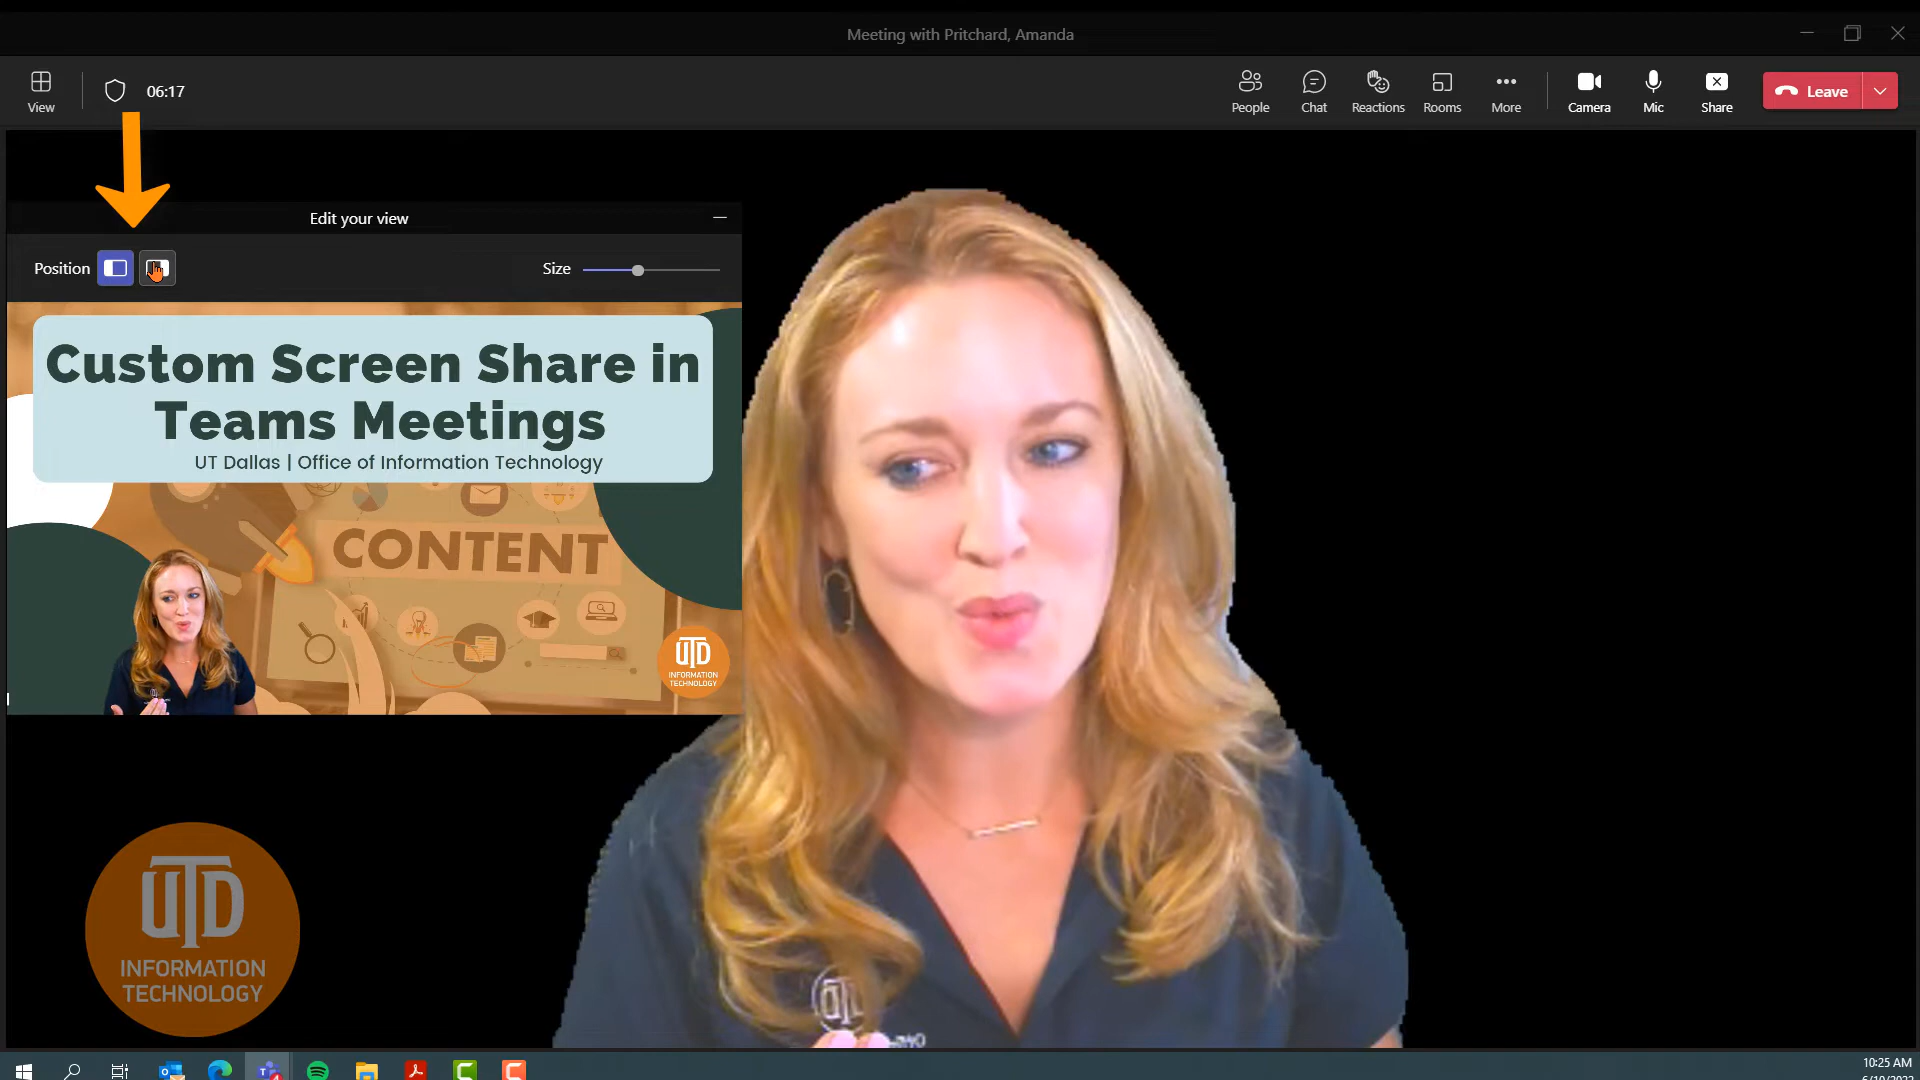 Meeting with Pritchard, Amanda
View
06:17
People
Chat
Reactions
Rooms
More
Camera
Mic
Share
Leave
Edit your view
Position
Size
Custom Screen Share in
Teams Meetings
UT Dallas | Office of Information Technology
CONTENT
UTD
INFORMATION
TECHNOLOGY
UTD
INFORMATION
TECHNOLOGY
10:25 AM